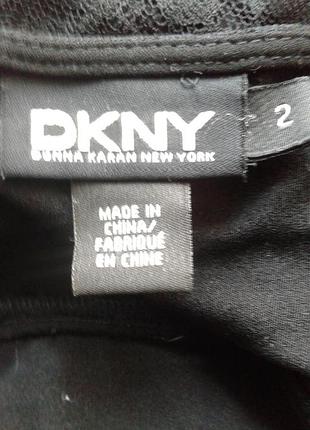 DKNY
DONNA KARAN NEW YORK
2
MADE IN
CHINA/
FABRIQUÉ
EN CHINE